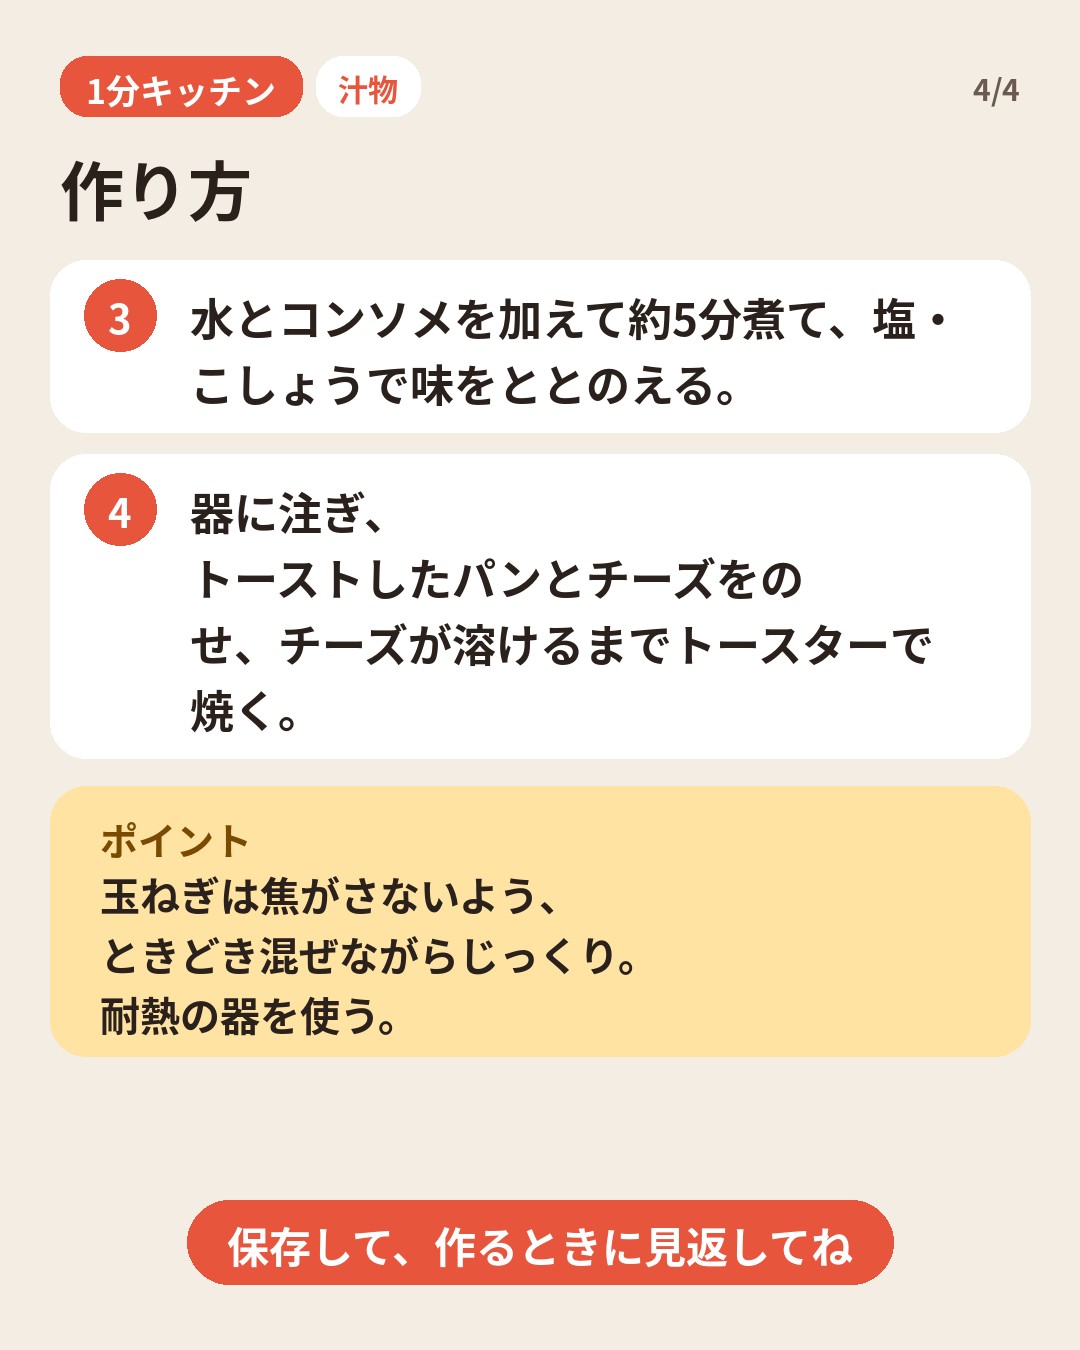 1分キッチン 汁物 4/4
作り方
3 水とコンソメを加えて約5分煮て、塩・
こしょうで味をととのえる。
4 器に注ぎ、
トーストしたパンとチーズをの
せ、チーズが溶けるまでトースターで
焼く。
ポイント
玉ねぎは焦がさないよう、
ときどき混ぜながらじっくり。
耐熱の器を使う。
保存して、作るときに見返してね